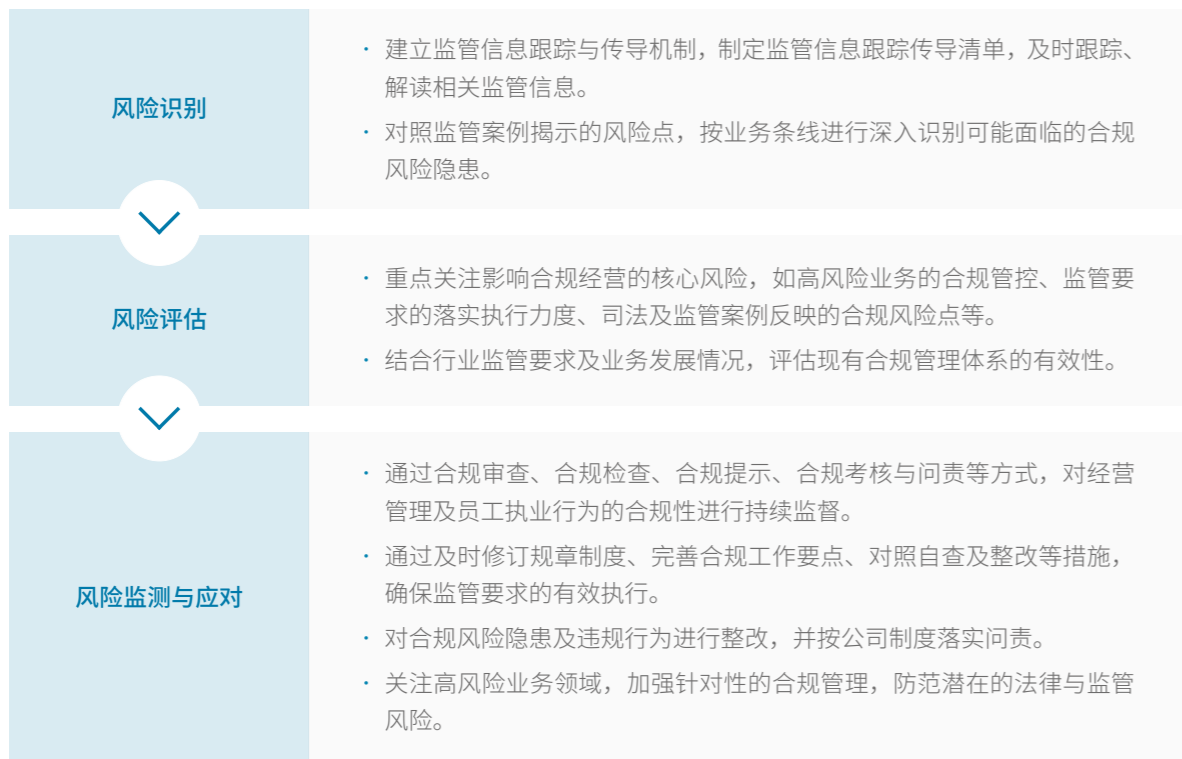 风险识别
· 建立监管信息跟踪与传导机制，制定监管信息跟踪传导清单，及时跟踪、
解读相关监管信息。
· 对照监管案例揭示的风险点，按业务条线进行深入识别可能面临的合规
风险隐患。
风险评估
· 重点关注影响合规经营的核心风险，如高风险业务的合规管控、监管要
求的落实执行力度、司法及监管案例反映的合规风险点等。
· 结合行业监管要求及业务发展情况，评估现有合规管理体系的有效性。
风险监测与应对
· 通过合规审查、合规检查、合规提示、合规考核与问责等方式，对经营
管理及员工执业行为的合规性进行持续监督。
· 通过及时修订规章制度、完善合规工作要点、对照自查及整改等措施，
确保监管要求的有效执行。
· 对合规风险隐患及违规行为进行整改，并按公司制度落实问责。
· 关注高风险业务领域，加强针对性的合规管理，防范潜在的法律与监管
风险。